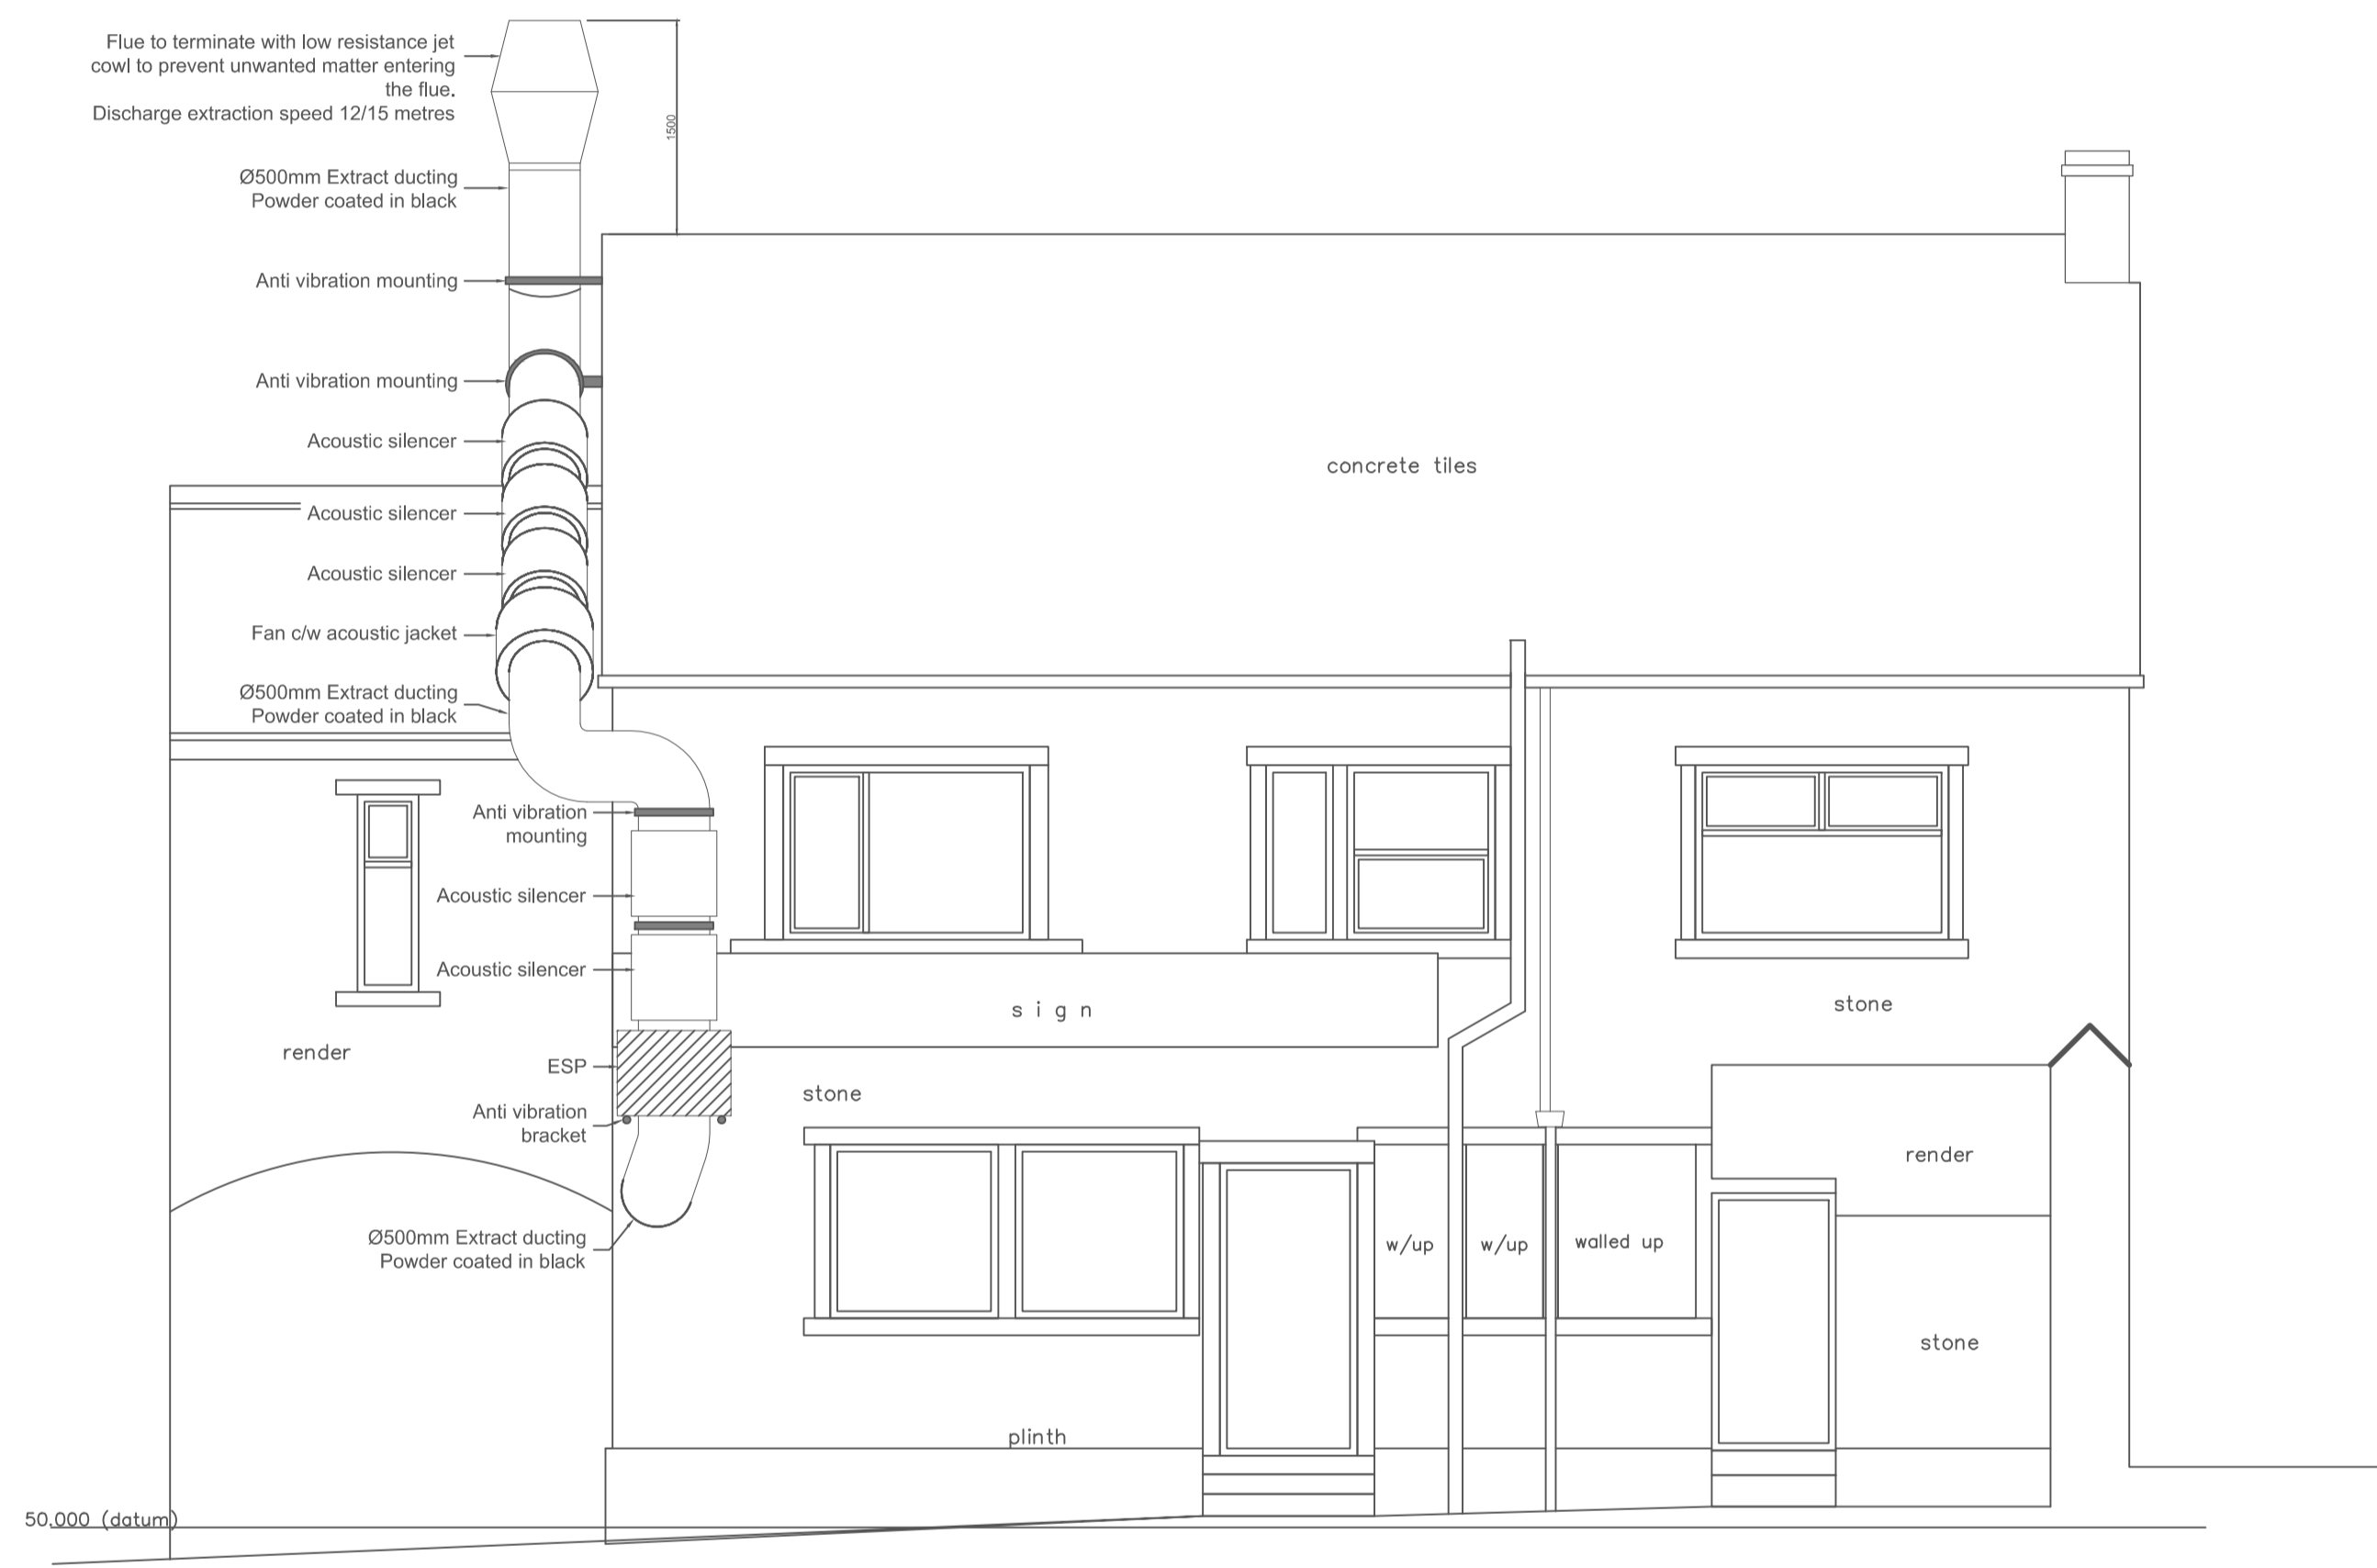 Flue to terminate with low resistance jet
cowl to prevent unwanted matter entering
the flue.
Discharge extraction speed 12/15 metres
1500
Ø500mm Extract ducting
Powder coated in black
Anti vibration mounting
Anti vibration mounting
Acoustic silencer
concrete tiles
Acoustic silencer
Acoustic silencer
Fan c/w acoustic jacket
Ø500mm Extract ducting
Powder coated in black
Anti vibration
mounting
Acoustic silencer
Acoustic silencer
sign
stone
render
ESP
stone
Anti vibration
bracket
render
Ø500mm Extract ducting
Powder coated in black
w/up
w/up
walled up
stone
plinth
50.000 (datum)